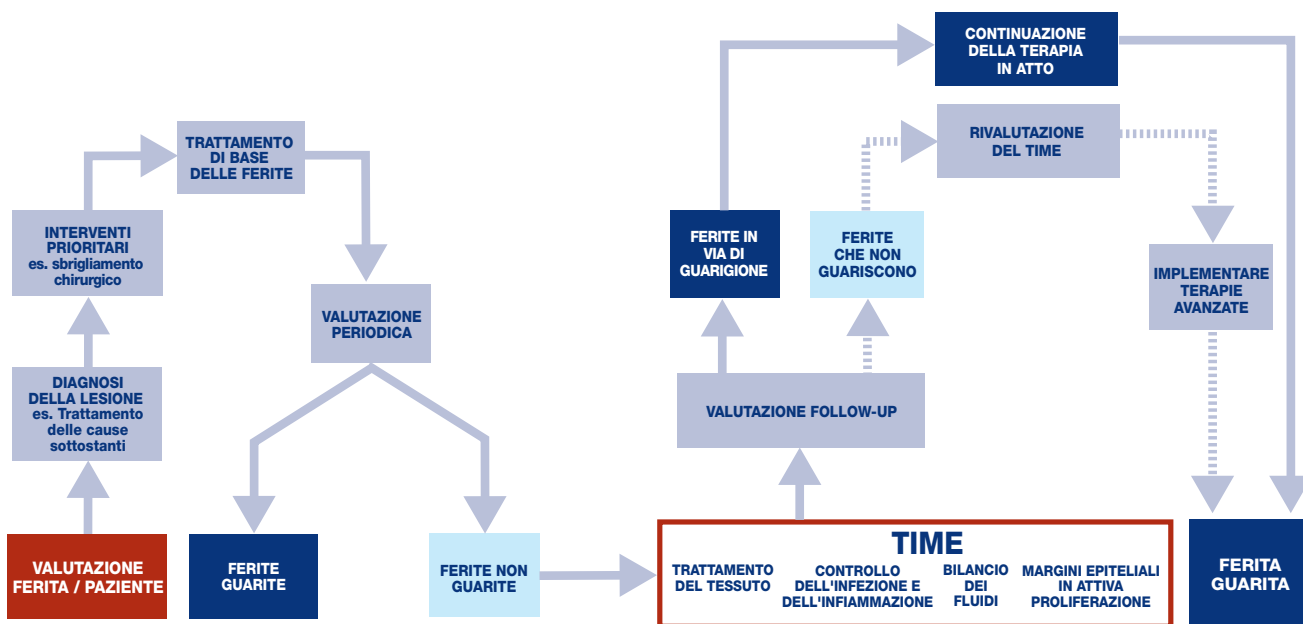 CONTINUAZIONE
DELLA TERAPIA
IN ATTO
TRATTAMENTO
DI BASE
DELLE FERITE
RIVALUTAZIONE
DEL TIME
INTERVENTI
PRIORITARI
es. sbrigliamento
chirurgico
FERITE IN
VIA DI
GUARIGIONE
FERITE
CHE NON
GUARISCONO
IMPLEMENTARE
TERAPIE
AVANZATE
VALUTAZIONE
PERIODICA
DIAGNOSI
DELLA LESIONE
es. Trattamento
delle cause
sottostanti
VALUTAZIONE FOLLOW-UP
VALUTAZIONE
FERITA / PAZIENTE
FERITE
GUARITE
FERITE NON
GUARITE
TIME
TRATTAMENTO
DEL TESSUTO
CONTROLLO
DELL'INFEZIONE E
DELL'INFIAMMAZIONE
BILANCIO
DEI
FLUIDI
MARGINI EPITELIALI
IN ATTIVA
PROLIFERAZIONE
FERITA
GUARITA